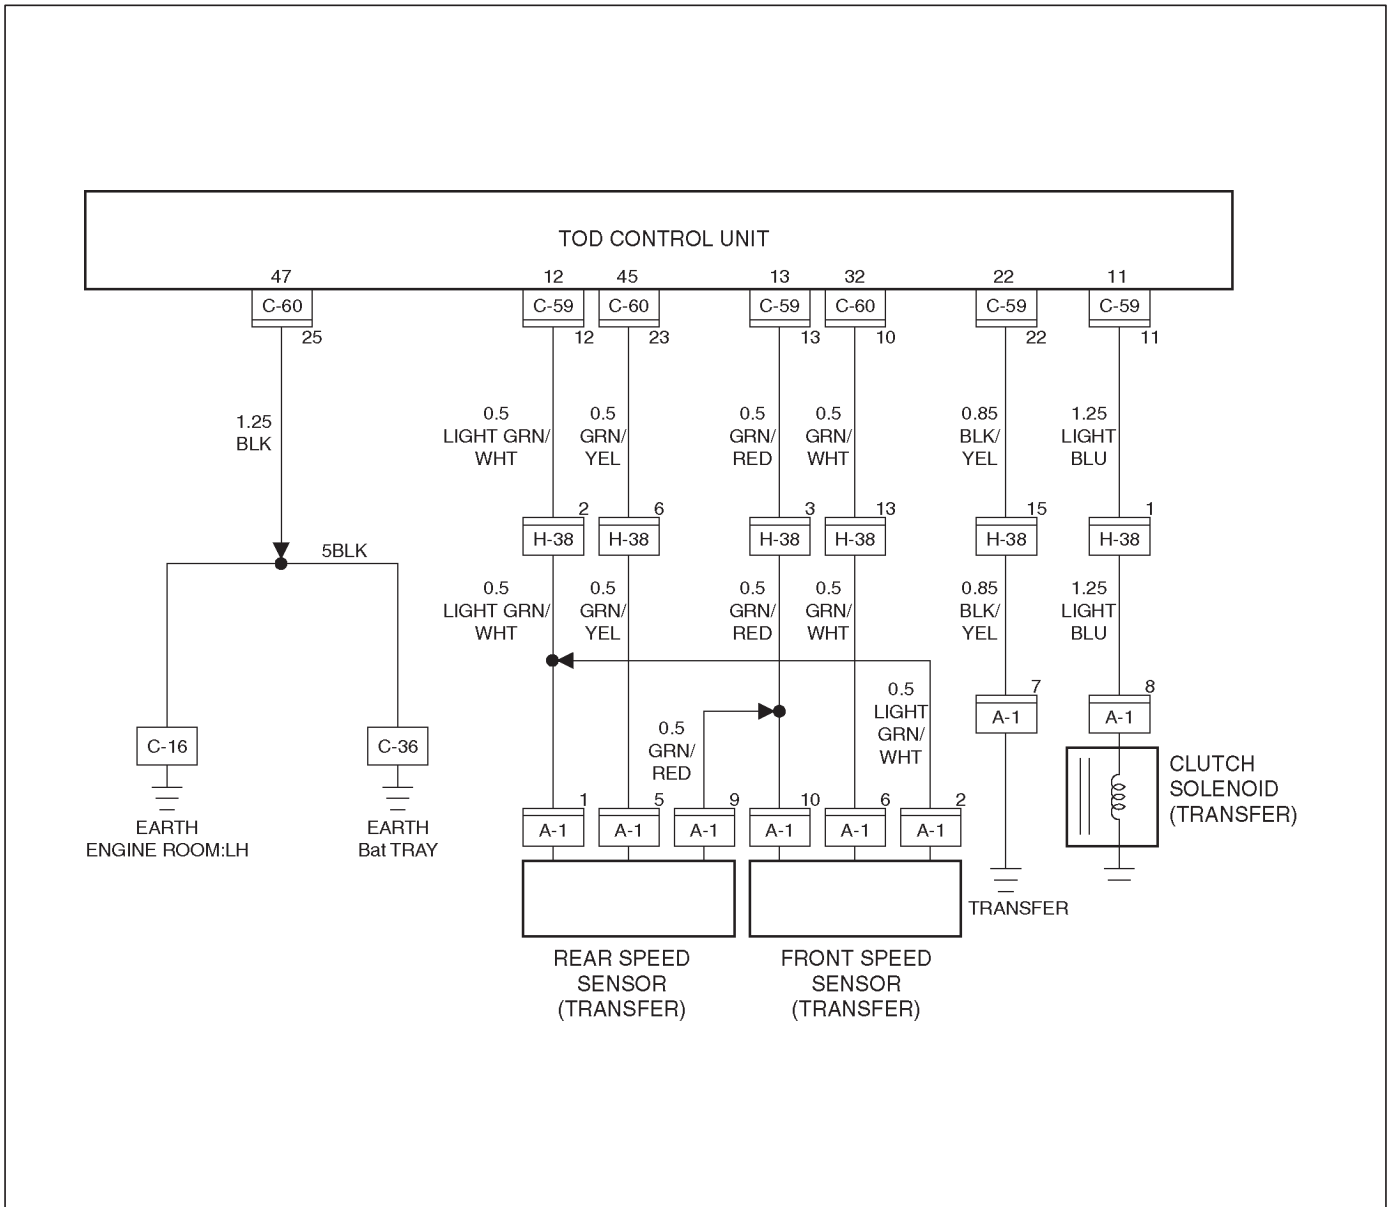 TOD CONTROL UNIT
47 12 45 13 32 22 11
C-60 C-59 C-60 C-59 C-60 C-59 C-59
25 12 23 13 10 22 11
1.25
BLK
0.5
LIGHT GRN/
WHT
0.5
GRN/
YEL
0.5
GRN/
RED
0.5
GRN/
WHT
0.85
BLK/
YEL
1.25
LIGHT
BLU
2 6 3 13 15 1
H-38 H-38 H-38 H-38 H-38 H-38
5BLK
0.5
LIGHT GRN/
WHT
0.5
GRN/
YEL
0.5
GRN/
RED
0.5
GRN/
WHT
0.85
BLK/
YEL
1.25
LIGHT
BLU
0.5
GRN/
RED
0.5
LIGHT
GRN/
WHT
7 8
A-1 A-1
C-16 C-36
CLUTCH
SOLENOID
(TRANSFER)
1 5 9 10 6 2
A-1 A-1 A-1 A-1 A-1 A-1
EARTH
ENGINE ROOM:LH
EARTH
Bat TRAY
TRANSFER
REAR SPEED
SENSOR
(TRANSFER)
FRONT SPEED
SENSOR
(TRANSFER)